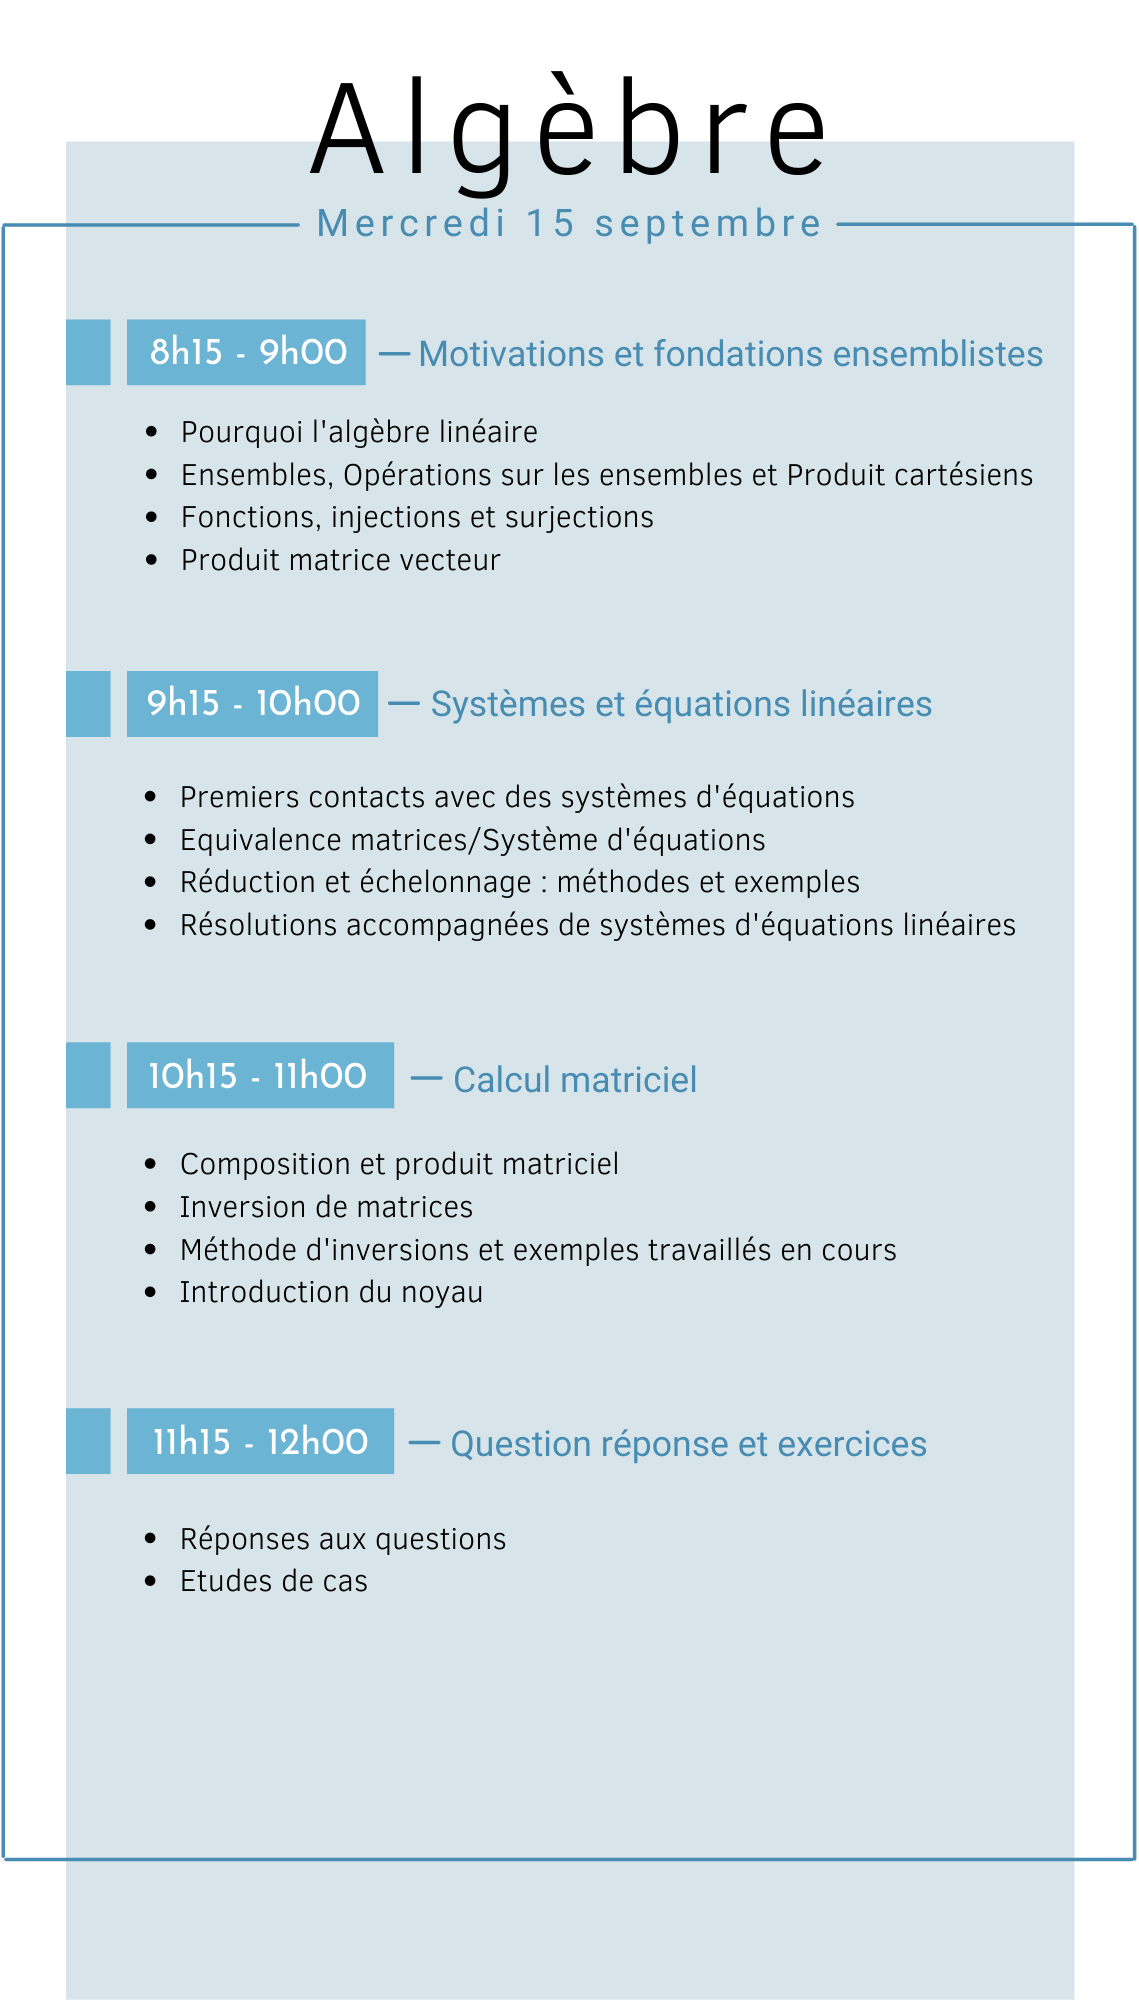 Algèbre
Mercredi 15 septembre
8h15 - 9h00 — Motivations et fondations ensemblistes
• Pourquoi l'algèbre linéaire
• Ensembles, Opérations sur les ensembles et Produit cartésiens
• Fonctions, injections et surjections
• Produit matrice vecteur
9h15 - 10h00 — Systèmes et équations linéaires
• Premiers contacts avec des systèmes d'équations
• Equivalence matrices/Système d'équations
• Réduction et échelonnage : méthodes et exemples
• Résolutions accompagnées de systèmes d'équations linéaires
10h15 - 11h00 — Calcul matriciel
• Composition et produit matriciel
• Inversion de matrices
• Méthode d'inversions et exemples travaillés en cours
• Introduction du noyau
11h15 - 12h00 — Question réponse et exercices
• Réponses aux questions
• Etudes de cas